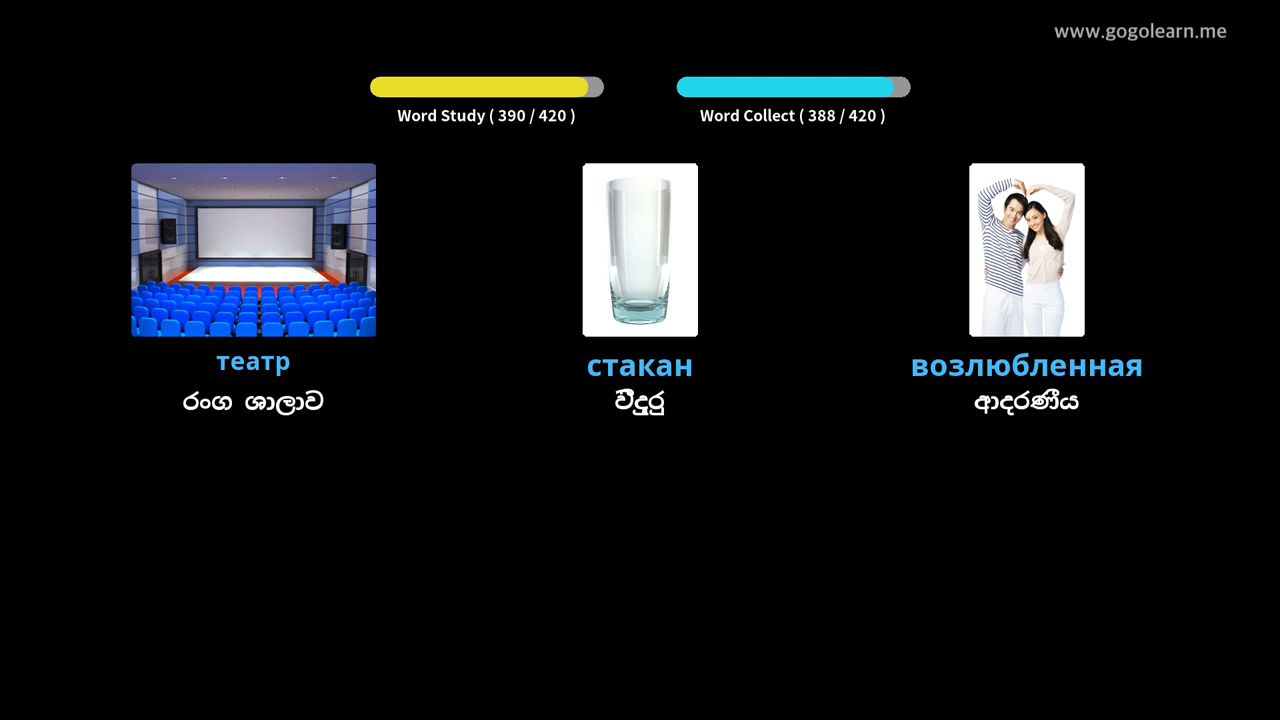 www.gogolearn.me
Word Study ( 390 / 420 )
Word Collect ( 388 / 420 )
театр
стакан
возлюбленная
රංග ශාලාව
වීදුරු
ආදරණීය